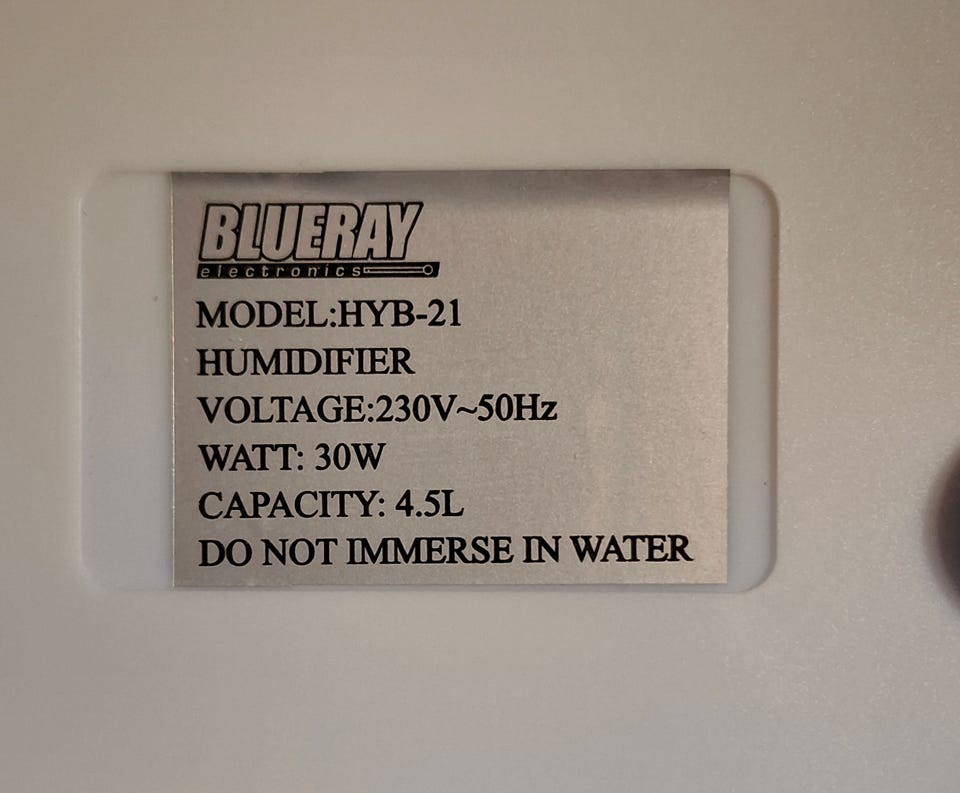 BLUERAY
electronics
MODEL:HYB-21
HUMIDIFIER
VOLTAGE:230V~50Hz
WATT: 30W
CAPACITY: 4.5L
DO NOT IMMERSE IN WATER